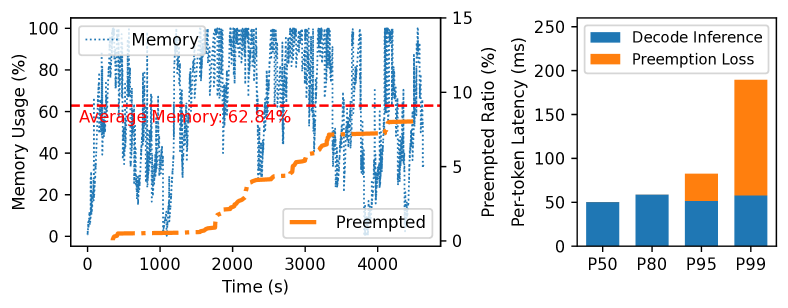 Memory Usage (%)
100
80
60
40
20
0
Memory
Average Memory: 62.84%
Preempted
0
1000
2000
3000
4000
Time (s)
15
10
5
0
Preempted Ratio (%)
Per-token Latency (ms)
250
200
150
100
50
0
Decode Inference
Preemption Loss
P50
P80
P95
P99